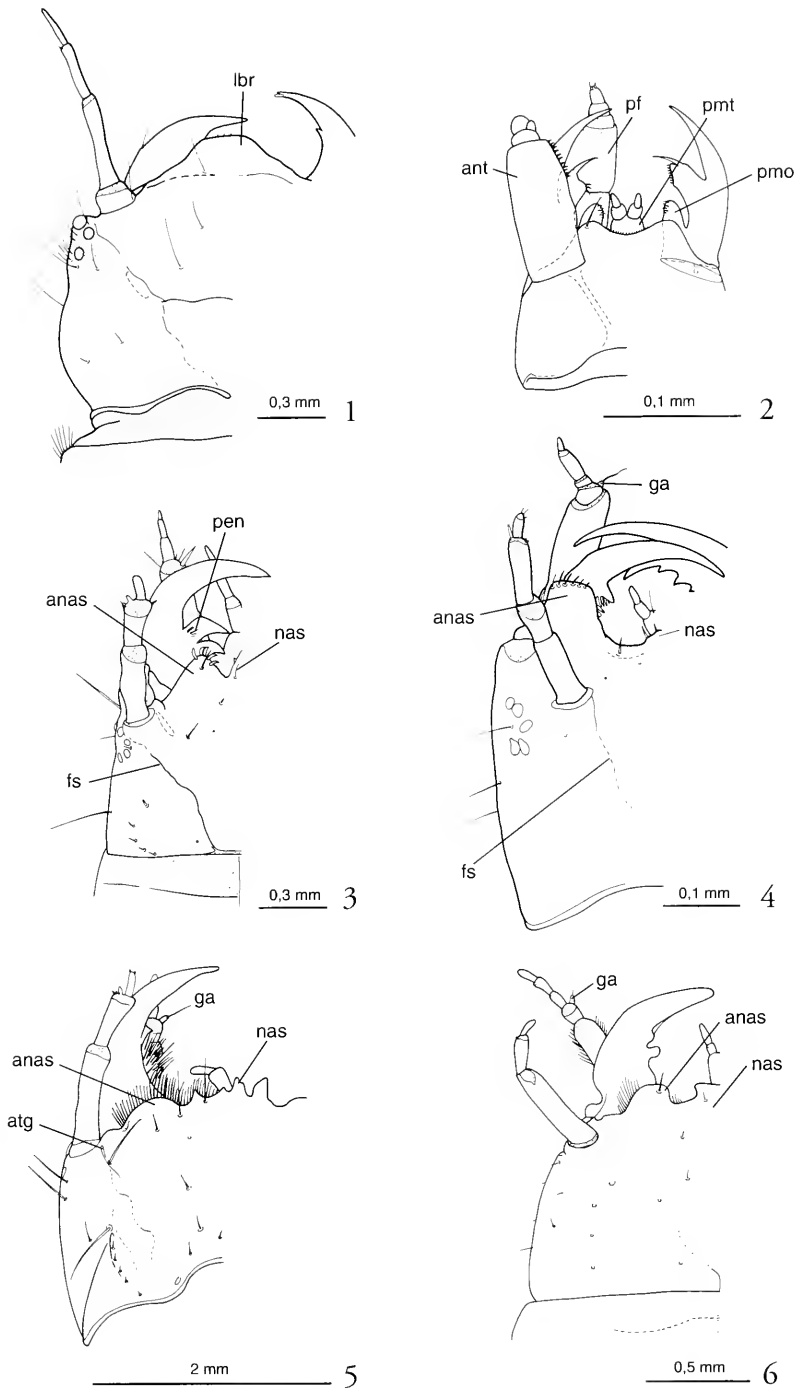 lbr
0,3 mm
1
pf
pmt
ant
pmo
0,1 mm
2
pen
anas
nas
fs
0,3 mm
3
ga
anas
nas
fs
0,1 mm
4
ga
nas
anas
atg
2 mm
5
ga
anas
nas
0,5 mm
6